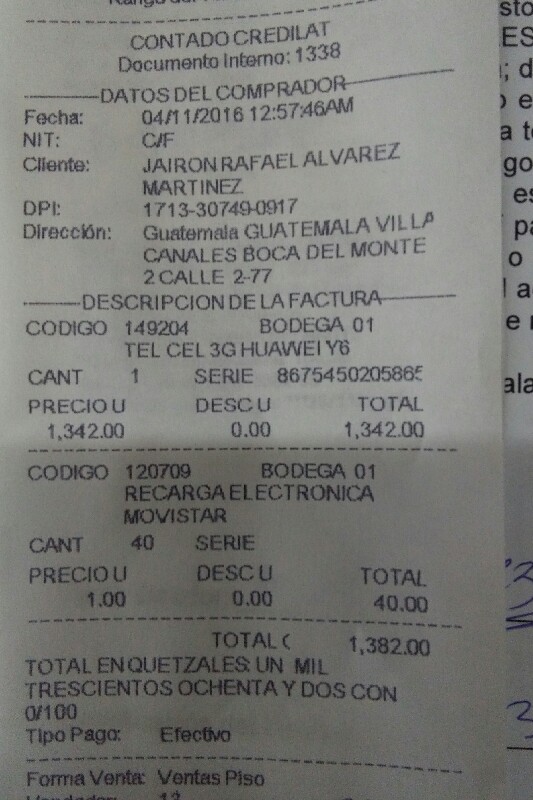 CONTADO CREDILAT
Documento Interno: 1338
DATOS DEL COMPRADOR
Fecha: 04/11/2016 12:57:46AM
NIT: C/F
Cliente: JAIRON RAFAEL ALVAREZ
MARTINEZ
DPI: 1713-30749-0917
Dirección: Guatemala GUATEMALA VILLA
CANALES BOCA DEL MONTE
2 CALLE 2-77
DESCRIPCION DE LA FACTURA
CODIGO 149204 BODEGA 01
TEL CEL 3G HUAWEI Y6
CANT 1 SERIE 867545020586
PRECIO U DESC U TOTAL
1,342.00 0.00 1,342.00
CODIGO 120709 BODEGA 01
RECARGA ELECTRONICA
MOVISTAR
CANT 40 SERIE
PRECIO U DESC U TOTAL
1.00 0.00 40.00
TOTAL 1,382.00
TOTAL EN QUETZALES: UN MIL
TRESCIENTOS OCHENTA Y DOS CON
0/100
Tipo Pago: Efectivo
Forma Venta: Ventas Piso